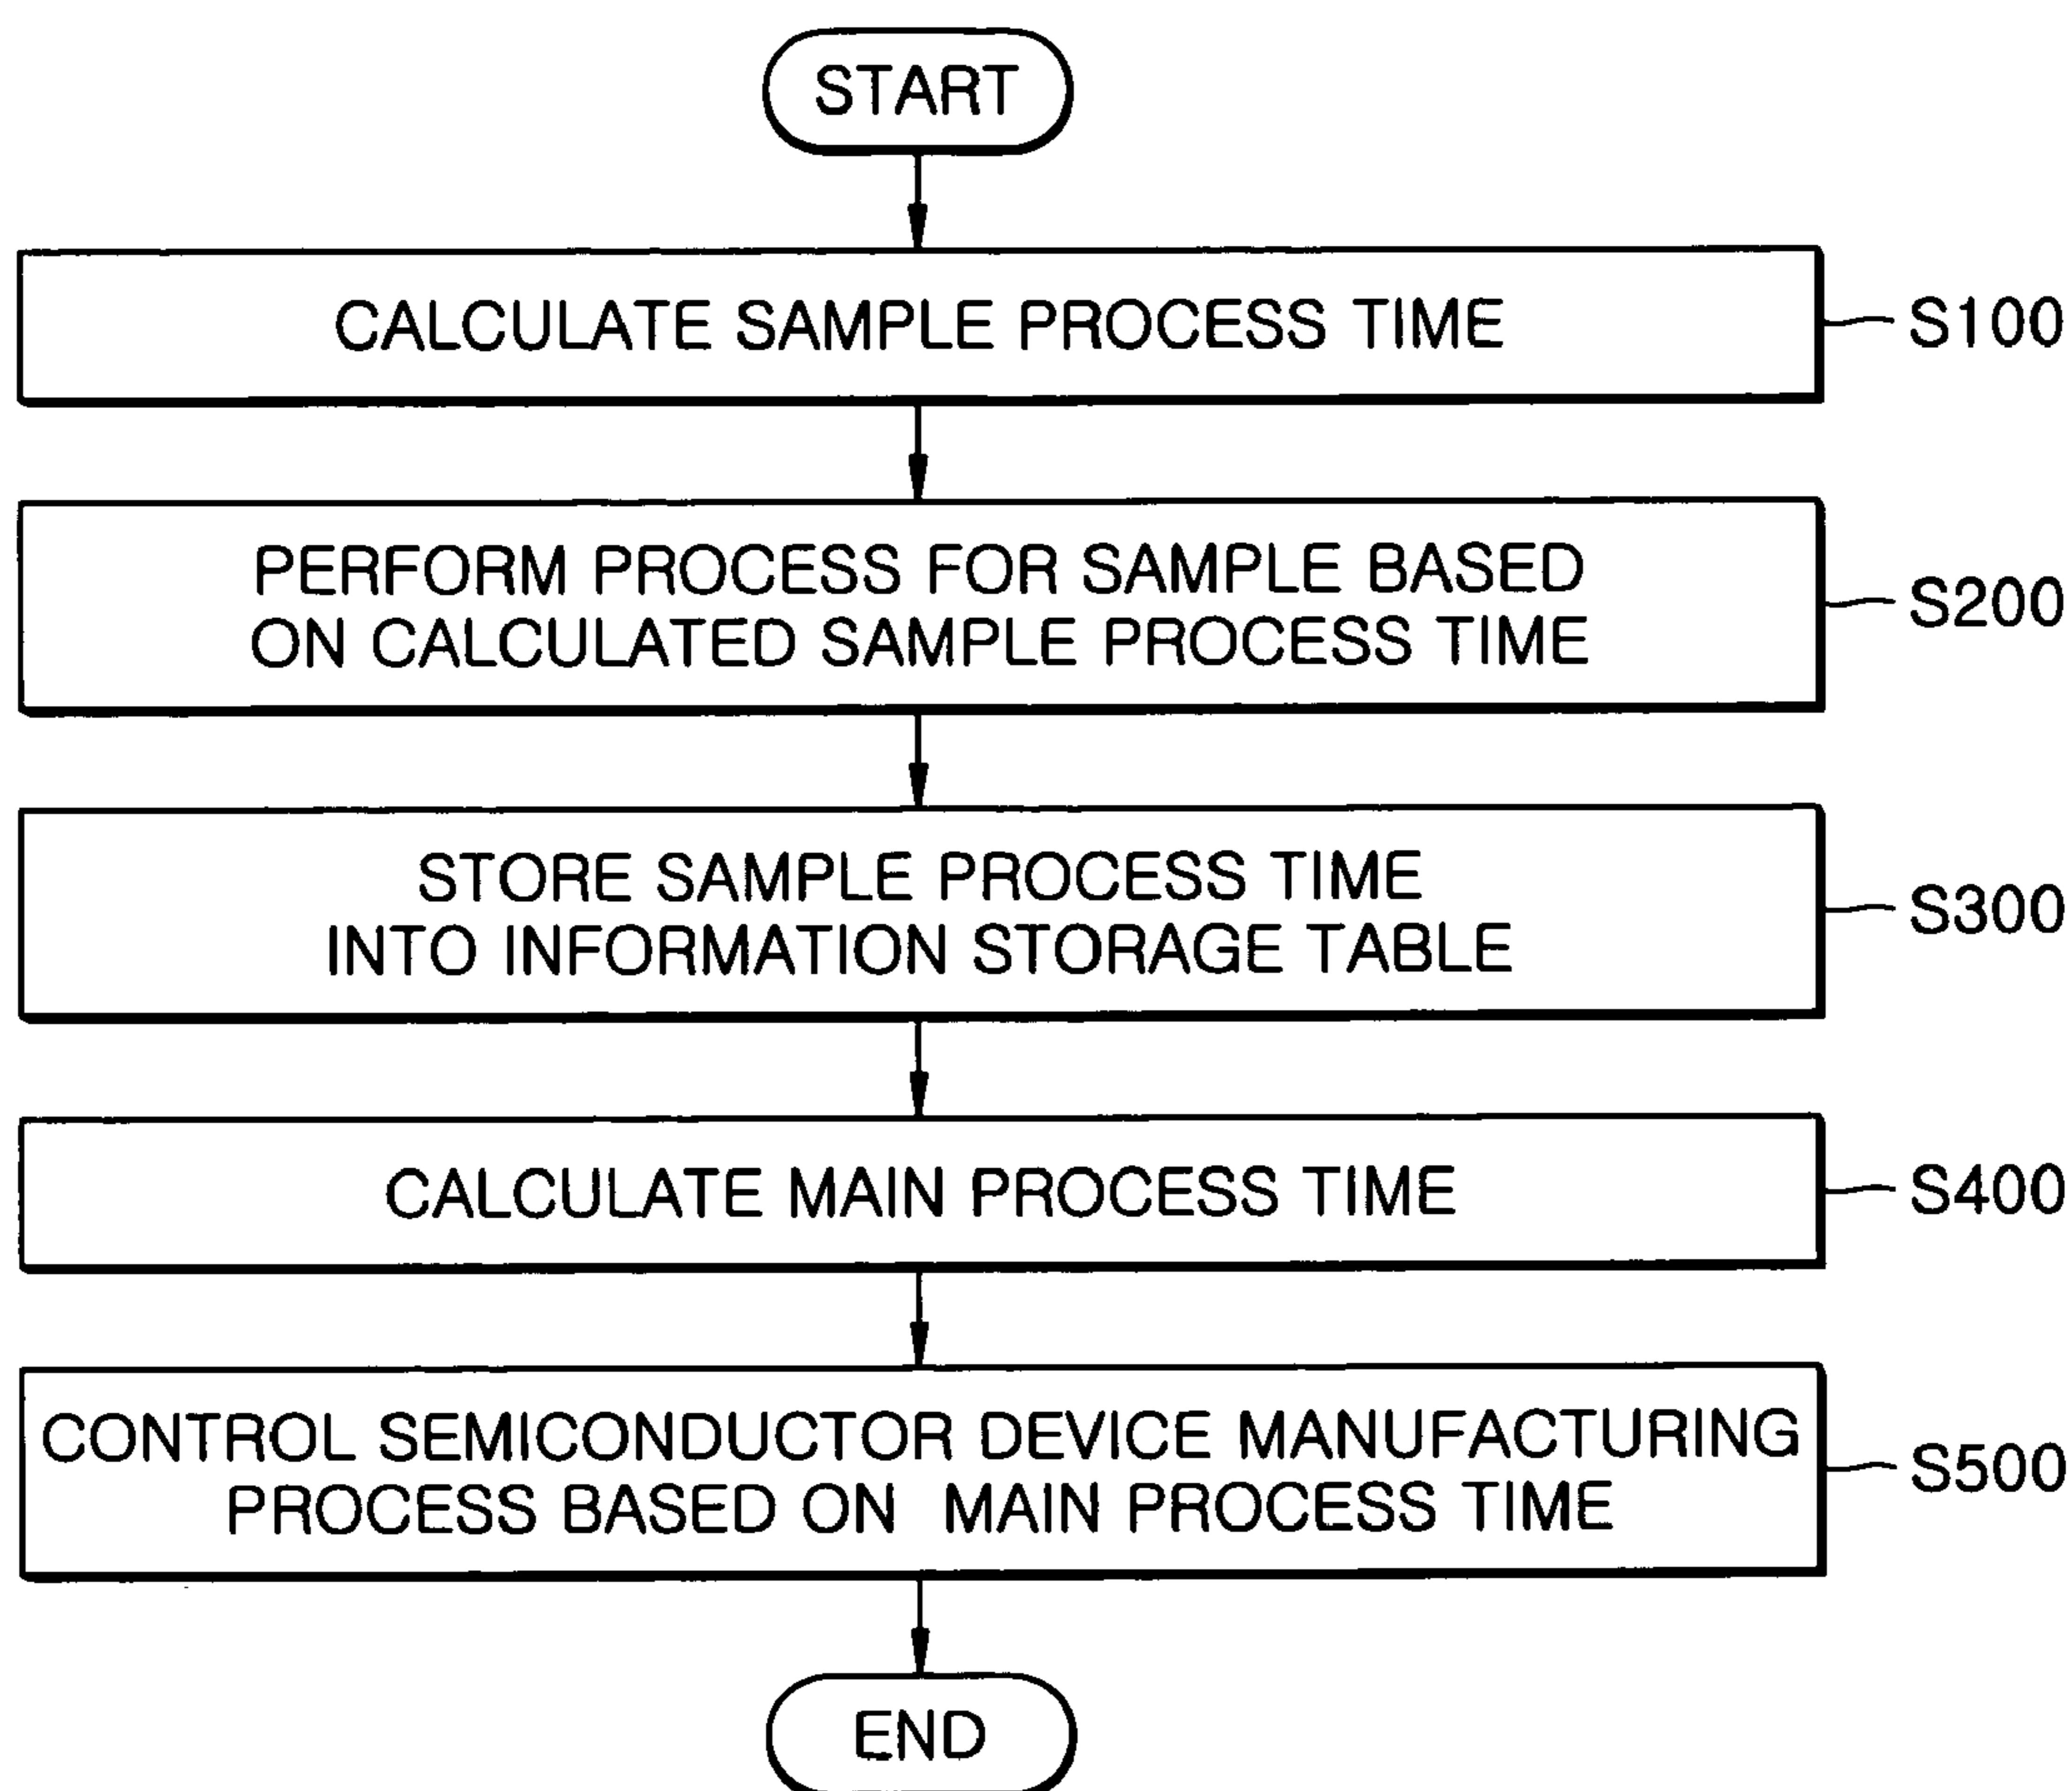 START
CALCULATE SAMPLE PROCESS TIME
S100
PERFORM PROCESS FOR SAMPLE BASED
ON CALCULATED SAMPLE PROCESS TIME
S200
STORE SAMPLE PROCESS TIME
INTO INFORMATION STORAGE TABLE
S300
CALCULATE MAIN PROCESS TIME
S400
CONTROL SEMICONDUCTOR DEVICE MANUFACTURING
PROCESS BASED ON MAIN PROCESS TIME
S500
END